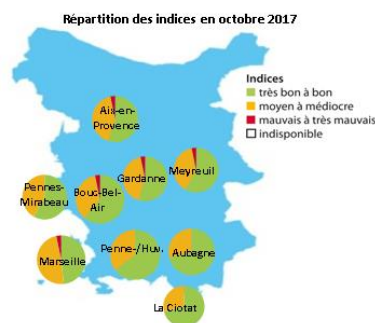 Répartition des indices en octobre 2017
Indices
très bon à bon
moyen à médiocre
mauvais à très mauvais
indisponible
Aix-en-
Provence
Gardanne
Meyreuil
Pennes-
Mirabeau
Bouc-Bel-
Air
Marseille
Penne-/Huv.
Aubagne
La Ciotat